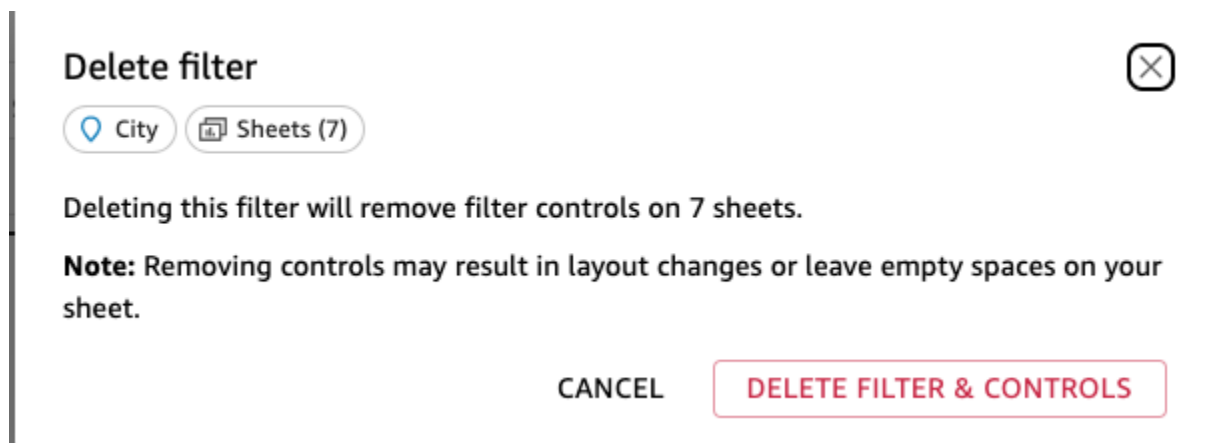 Delete filter
City
Sheets (7)
Deleting this filter will remove filter controls on 7 sheets.
Note: Removing controls may result in layout changes or leave empty spaces on your
sheet.
CANCEL
DELETE FILTER & CONTROLS